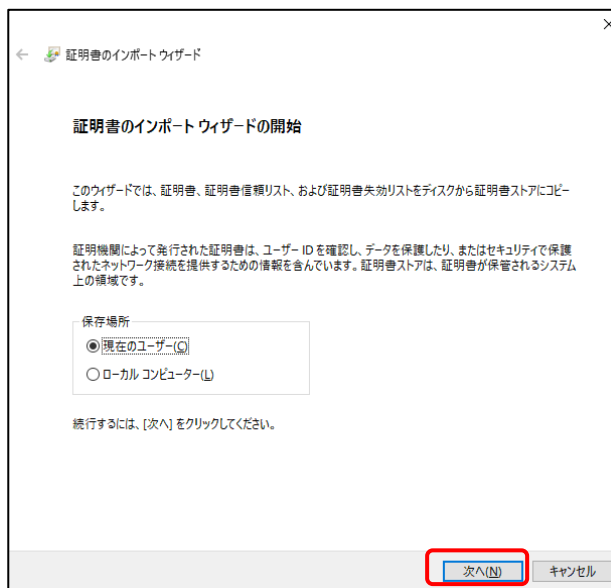 証明書のインポート ウィザード
証明書のインポート ウィザードの開始
このウィザードでは、証明書、証明書信頼リスト、および証明書失効リストをディスクから証明書ストアにコピー
します。
証明機関によって発行された証明書は、ユーザー ID を確認し、データを保護したり、またはセキュリティで保護
されたネットワーク接続を提供するための情報を含んでいます。証明書ストアは、証明書が保管されるシステム
上の領域です。
保存場所
現在のユーザー(C)
ローカル コンピューター(L)
続行するには、[次へ] をクリックしてください。
次へ(N) キャンセル